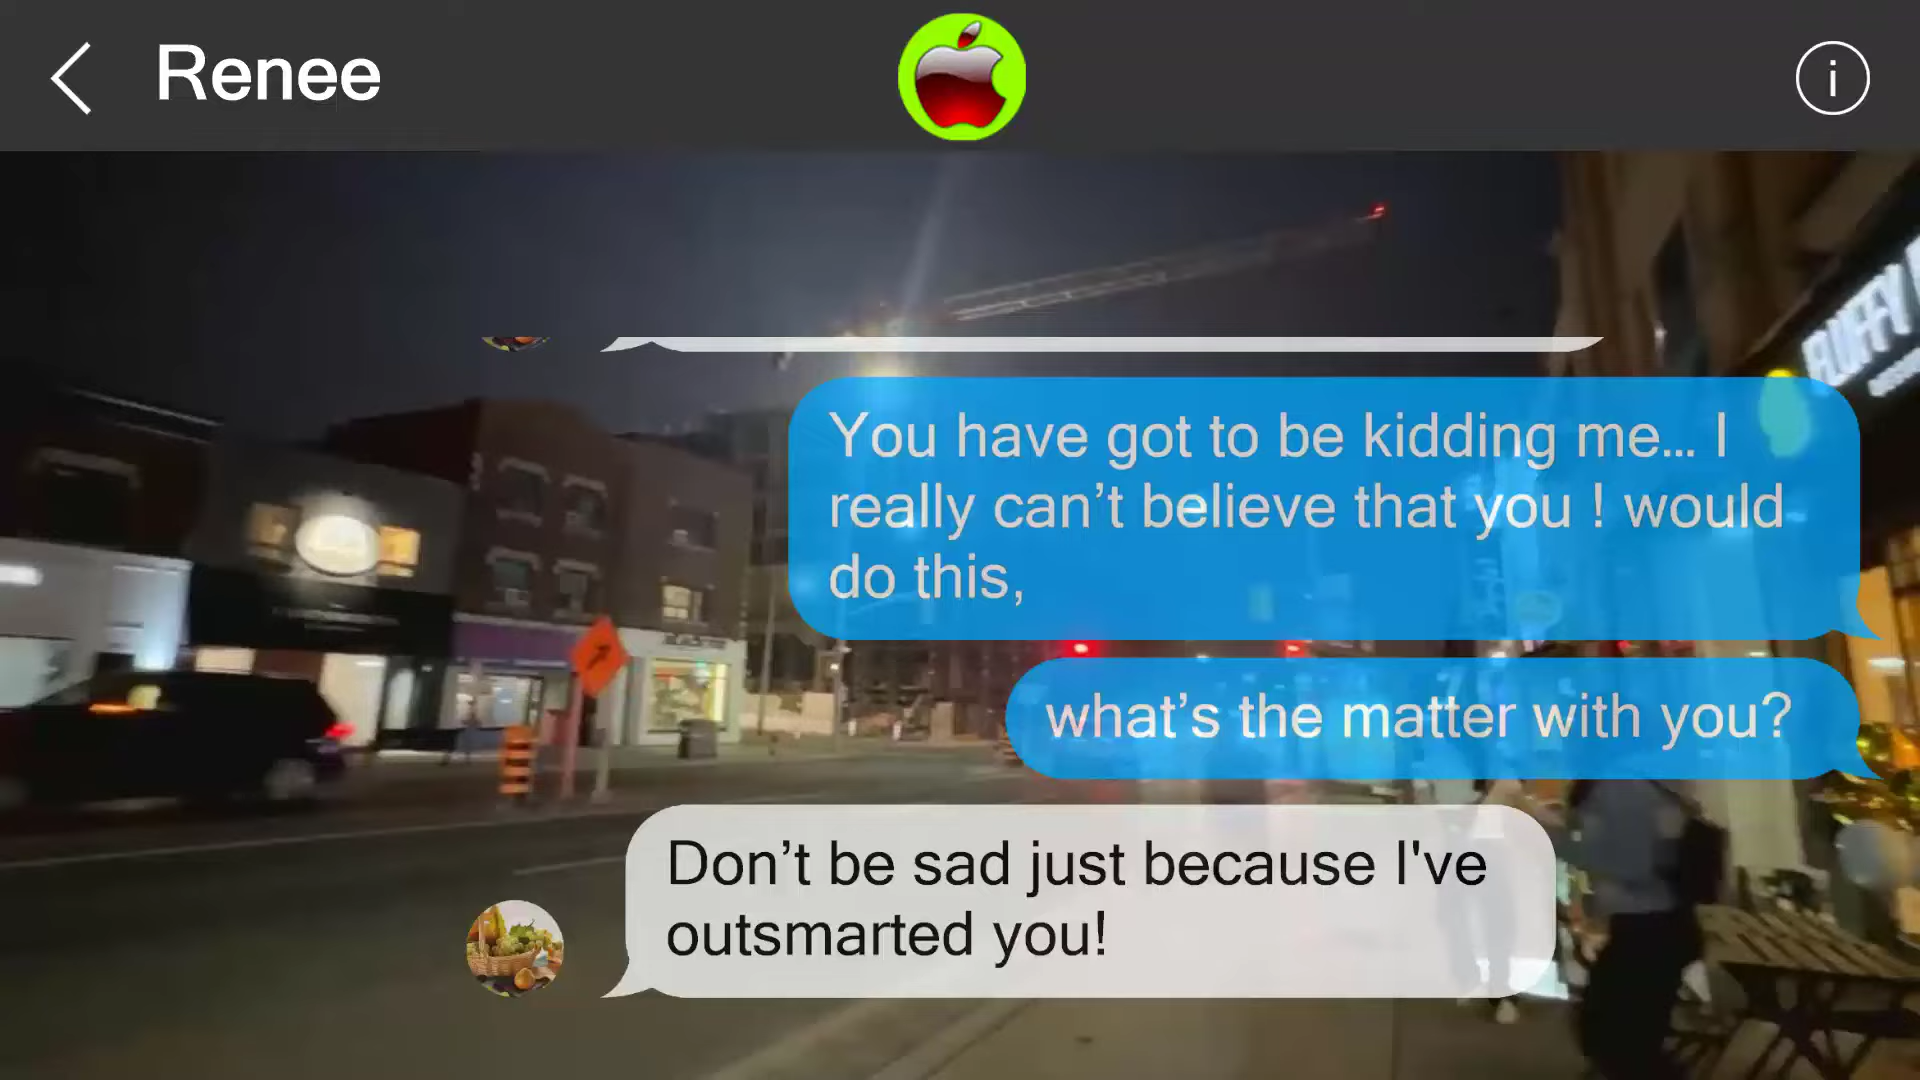 Renee
i
You have got to be kidding me... I
really can’t believe that you ! would
do this,
what’s the matter with you?
Don’t be sad just because I've
outsmarted you!
FLUFFY